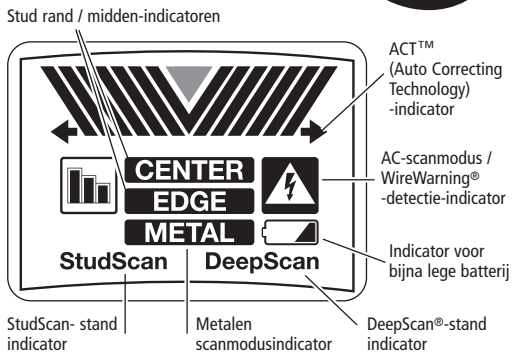 Stud rand / midden-indicatoren
ACT™
(Auto Correcting
Technology)
-indicator
CENTER
EDGE
METAL
StudScan DeepScan
AC-scanmodus /
WireWarning®
-detectie-indicator
Indicator voor
bijna lege batterij
StudScan- stand
indicator
Metalen
scanmodusindicator
DeepScan®-stand
indicator